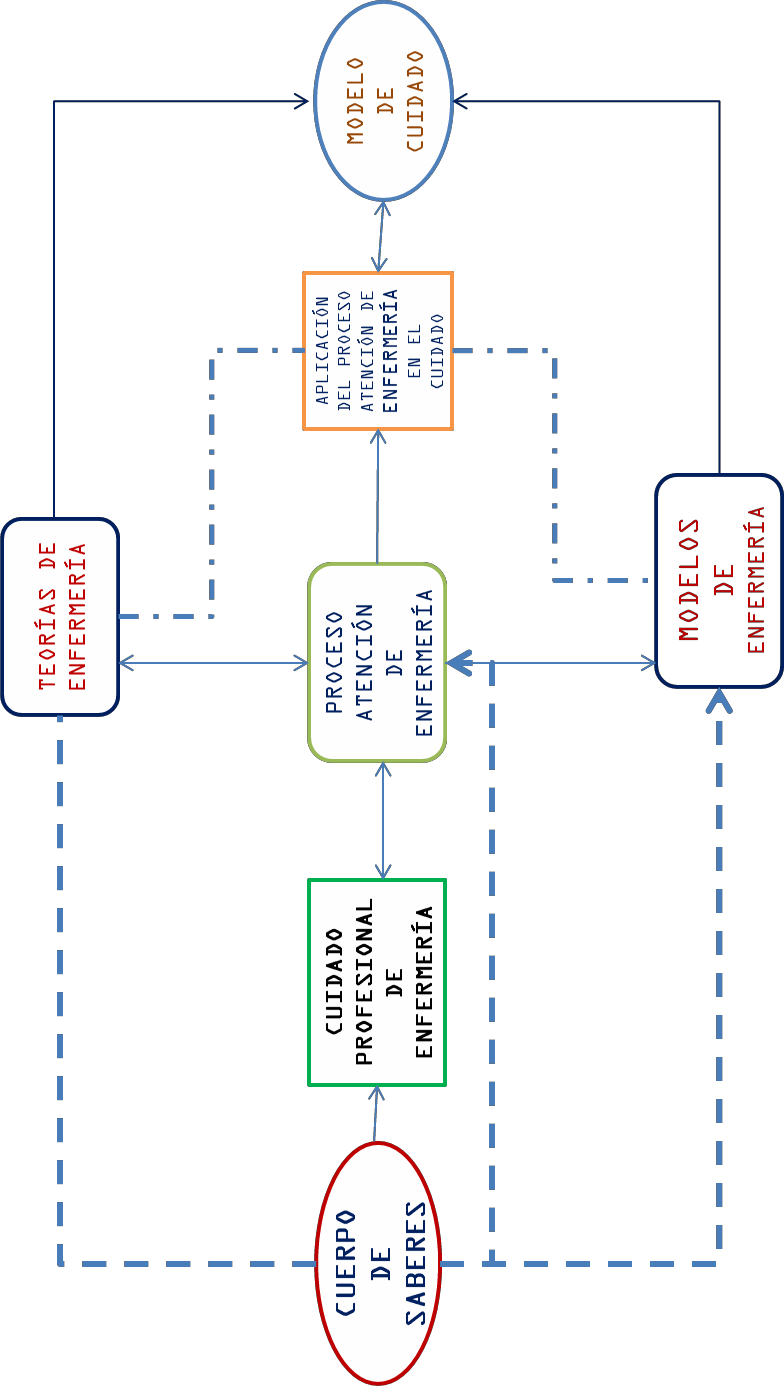 CUERPO
DE
SABERES
CUIDADO
PROFESIONAL
DE
ENFERMERÍA
TEORÍAS DE
ENFERMERÍA
PROCESO
ATENCIÓN
DE
ENFERMERÍA
MODELOS
DE
ENFERMERÍA
APLICACIÓN
DEL PROCESO
ATENCIÓN DE
ENFERMERÍA
EN EL
CUIDADO
MODELO
DE
CUIDADO